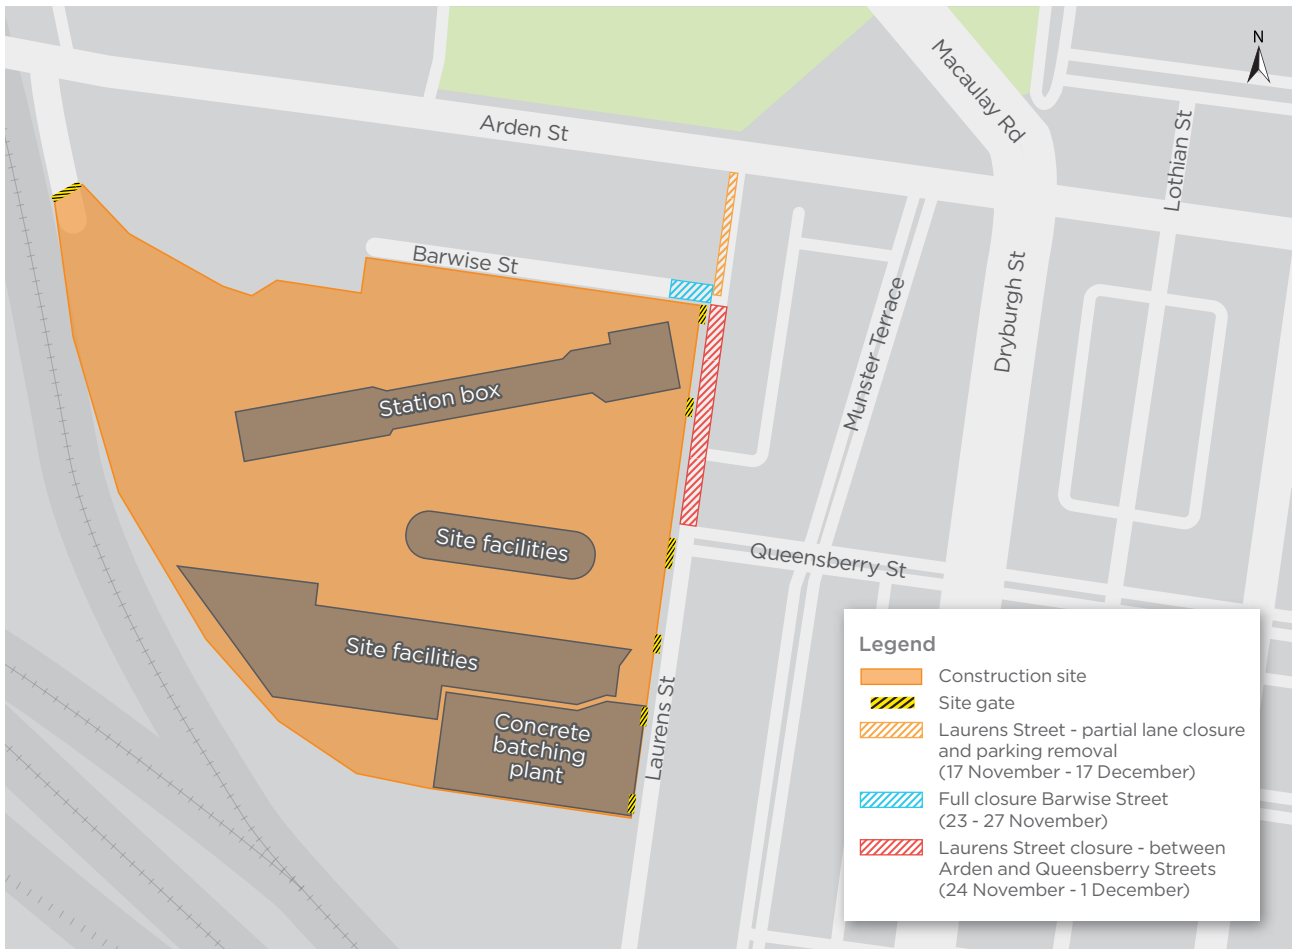 N
Macaulay Rd
Arden St
Lothian St
Barwise St
Dryburgh St
Munster Terrace
Station box
Site facilities
Queensberry St
Site facilities
Laurens St
Concrete
batching
plant
Legend
Construction site
Site gate
Laurens Street - partial lane closure
and parking removal
(17 November - 17 December)
Full closure Barwise Street
(23 - 27 November)
Laurens Street closure - between
Arden and Queensberry Streets
(24 November - 1 December)